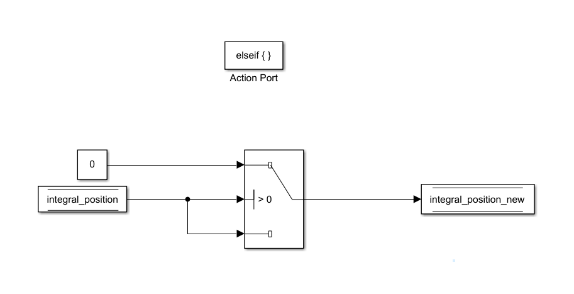 elseif { }
Action Port
0
integral_position
> 0
integral_position_new